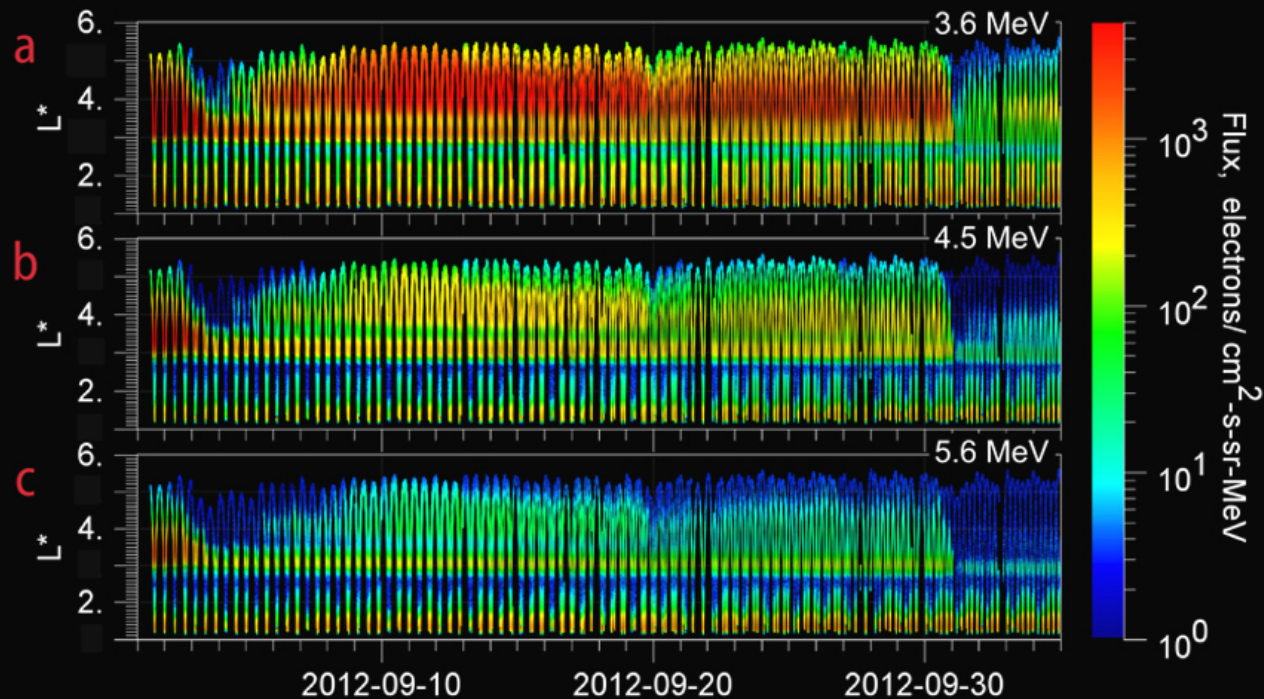 a
6.
4.
2.
L*
3.6 MeV
b
6.
4.
2.
L*
4.5 MeV
c
6.
4.
2.
L*
5.6 MeV
2012-09-10
2012-09-20
2012-09-30
10³
10²
10¹
10⁰
Flux, electrons/ cm² -s-sr-MeV